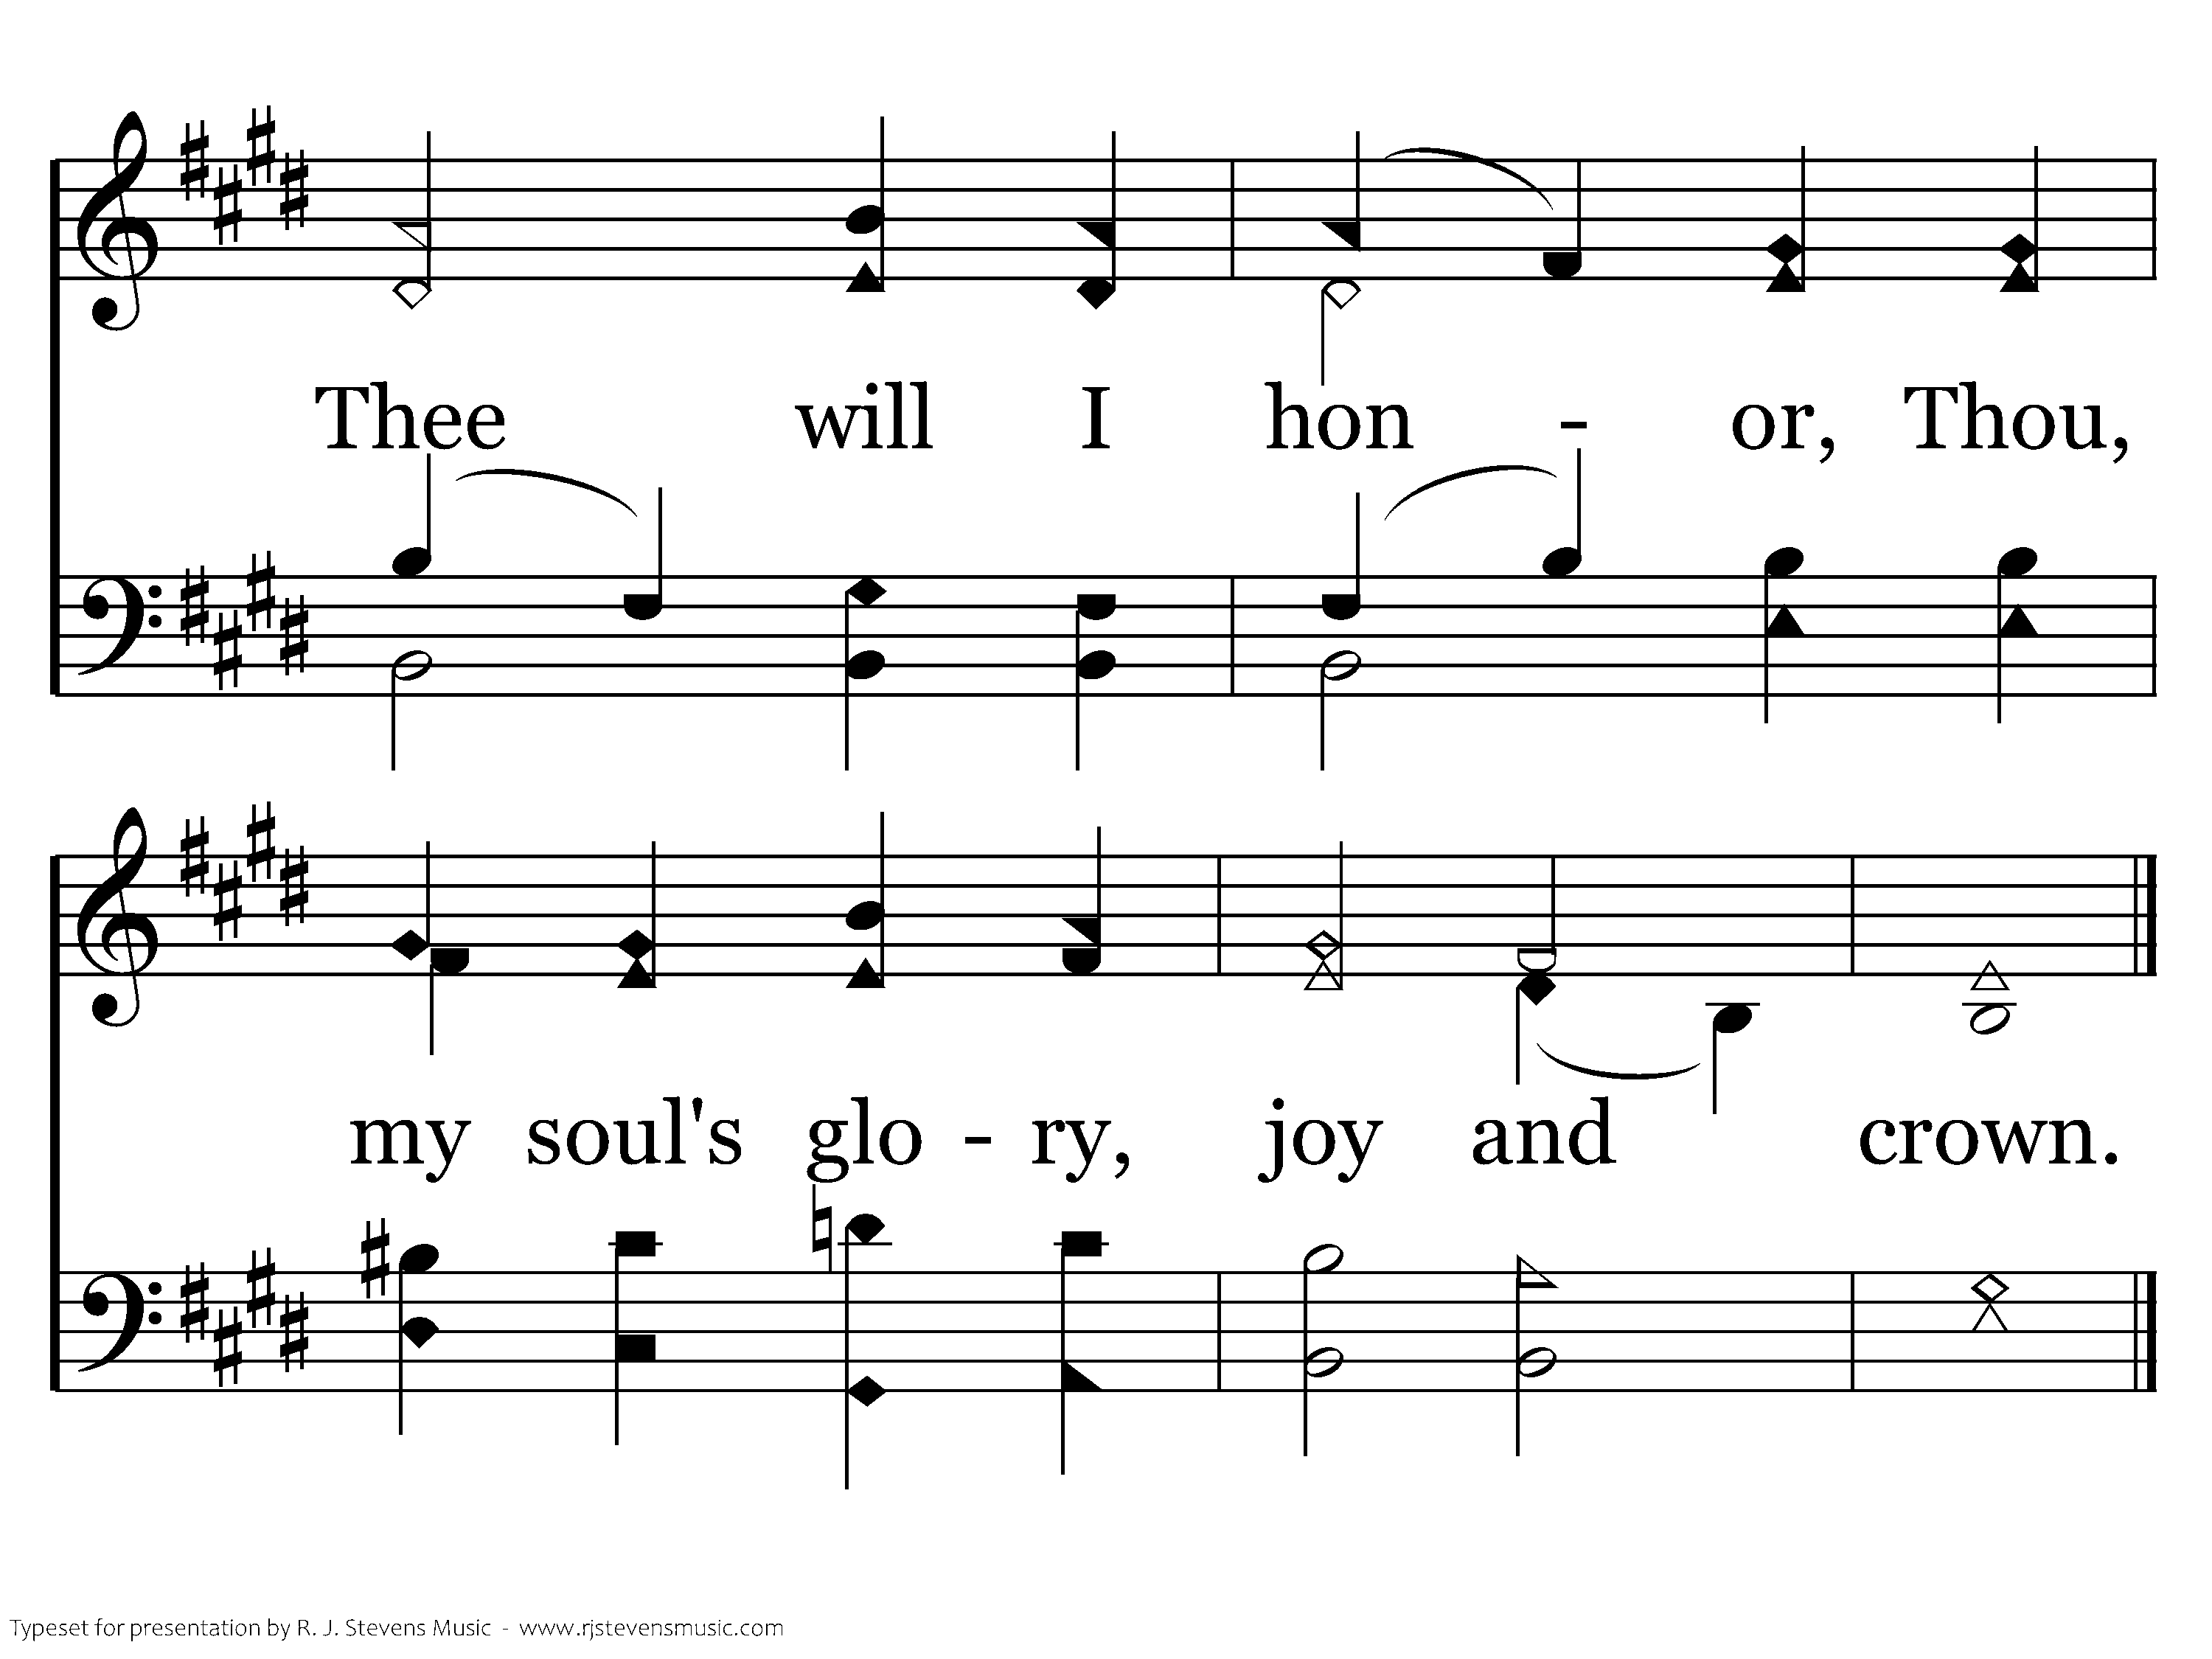 Thee will I hon - or, Thou,
my soul's glo - ry, joy and crown.
Typeset for presentation by R. J. Stevens Music - www.rjstevensmusic.com